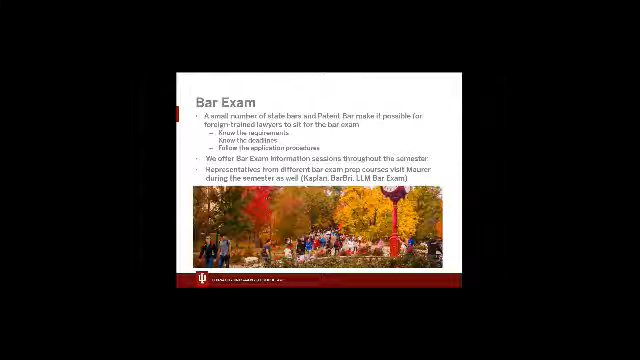 Bar Exam
• A small number of state bars and Patent Bar make it possible for
foreign-trained lawyers to sit for the bar exam
– Know the requirements
– Know the deadlines
– Follow the application procedures
• We offer Bar Exam Information sessions throughout the semester
• Representatives from different bar exam prep courses visit Maurer
during the semester as well (Kaplan, BarBri, LLM Bar Exam)